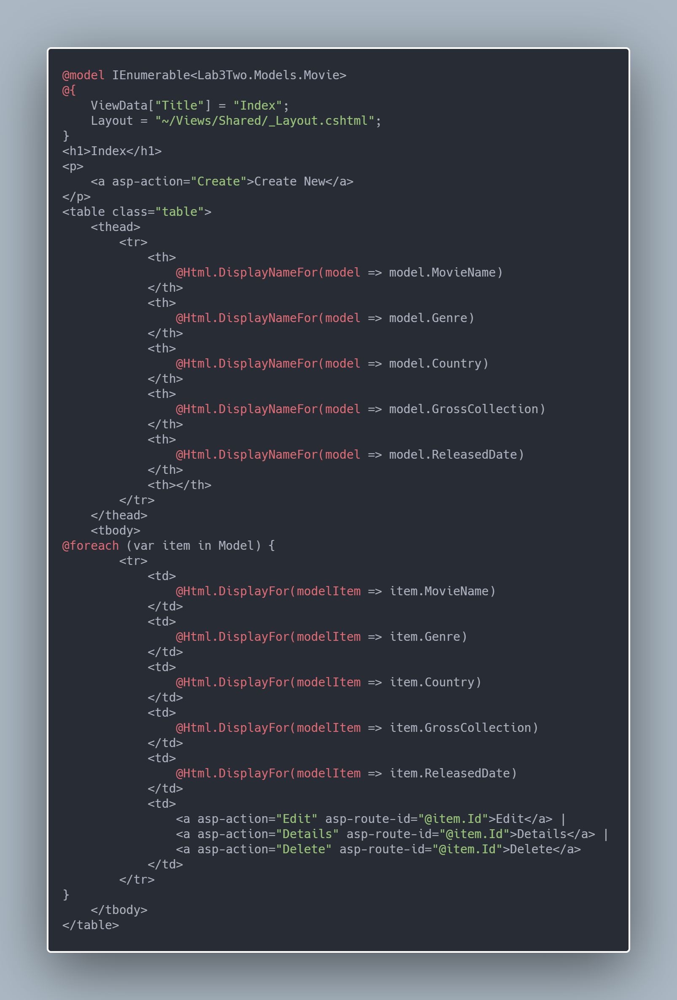 @model IEnumerable<Lab3Two.Models.Movie>
@{
    ViewData["Title"] = "Index";
    Layout = "~/Views/Shared/_Layout.cshtml";
}
<h1>Index</h1>
<p>
    <a asp-action="Create">Create New</a>
</p>
<table class="table">
    <thead>
        <tr>
            <th>
                @Html.DisplayNameFor(model => model.MovieName)
            </th>
            <th>
                @Html.DisplayNameFor(model => model.Genre)
            </th>
            <th>
                @Html.DisplayNameFor(model => model.Country)
            </th>
            <th>
                @Html.DisplayNameFor(model => model.GrossCollection)
            </th>
            <th>
                @Html.DisplayNameFor(model => model.ReleasedDate)
            </th>
            <th></th>
        </tr>
    </thead>
    <tbody>
@foreach (var item in Model) {
        <tr>
            <td>
                @Html.DisplayFor(modelItem => item.MovieName)
            </td>
            <td>
                @Html.DisplayFor(modelItem => item.Genre)
            </td>
            <td>
                @Html.DisplayFor(modelItem => item.Country)
            </td>
            <td>
                @Html.DisplayFor(modelItem => item.GrossCollection)
            </td>
            <td>
                @Html.DisplayFor(modelItem => item.ReleasedDate)
            </td>
            <td>
                <a asp-action="Edit" asp-route-id="@item.Id">Edit</a> |
                <a asp-action="Details" asp-route-id="@item.Id">Details</a> |
                <a asp-action="Delete" asp-route-id="@item.Id">Delete</a>
            </td>
        </tr>
}
    </tbody>
</table>